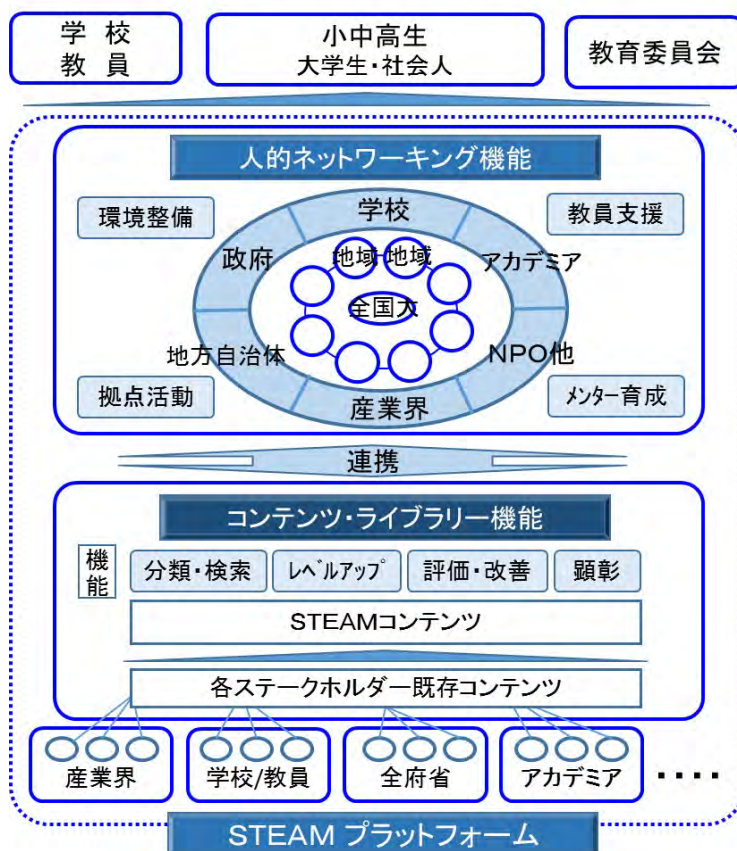 学 校
教 員
小中高生
大学生・社会人
教育委員会
人的ネットワーキング機能
環境整備
教員支援
学校
政府
アカデミア
地域
地域
全国大
地方自治体
NPO他
産業界
拠点活動
メンター育成
連携
コンテンツ・ライブラリー機能
機
能
分類・検索
レベルアップ
評価・改善
顕彰
STEAMコンテンツ
各ステークホルダー既存コンテンツ
産業界
学校/教員
全府省
アカデミア
・・・・
STEAM プラットフォーム